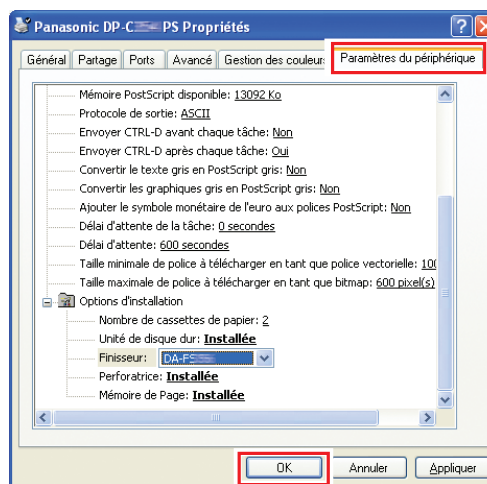 Panasonic DP-C PS Propriétés
Général Partage Ports Avancé Gestion des couleurs Paramètres du périphérique
Mémoire PostScript disponible: 13092 Ko
Protocole de sortie: ASCII
Envoyer CTRL-D avant chaque tâche: Non
Envoyer CTRL-D après chaque tâche: Oui
Convertir le texte gris en PostScript gris: Non
Convertir les graphiques gris en PostScript gris: Non
Ajouter le symbole monétaire de l'euro aux polices PostScript: Non
Délai d'attente de la tâche: 0 secondes
Délai d'attente: 600 secondes
Taille minimale de police à télécharger en tant que police vectorielle: 10
Taille maximale de police à télécharger en tant que bitmap: 600 pixel(s)
Options d'installation
Nombre de cassettes de papier: 2
Unité de disque dur: Installée
Finisseur: DA-FS
Perforatrice: Installée
Mémoire de Page: Installée
OK Annuler Appliquer